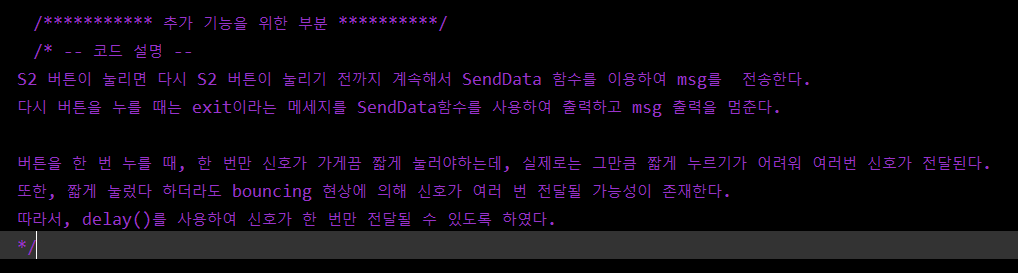 /*********** 추가 기능을 위한 부분 **********/
/* -- 코드 설명 --
S2 버튼이 눌리면 다시 S2 버튼이 눌리기 전까지 계속해서 SendData 함수를 이용하여 msg를  전송한다.
다시 버튼을 누를 때는 exit이라는 메세지를 SendData함수를 사용하여 출력하고 msg 출력을 멈춘다.
버튼을 한 번 누를 때, 한 번만 신호가 가게끔 짧게 눌러야하는데, 실제로는 그만큼 짧게 누르기가 어려워 여러번 신호가 전달된다.
또한, 짧게 눌렀다 하더라도 bouncing 현상에 의해 신호가 여러 번 전달될 가능성이 존재한다.
따라서, delay()를 사용하여 신호가 한 번만 전달될 수 있도록 하였다.
*/